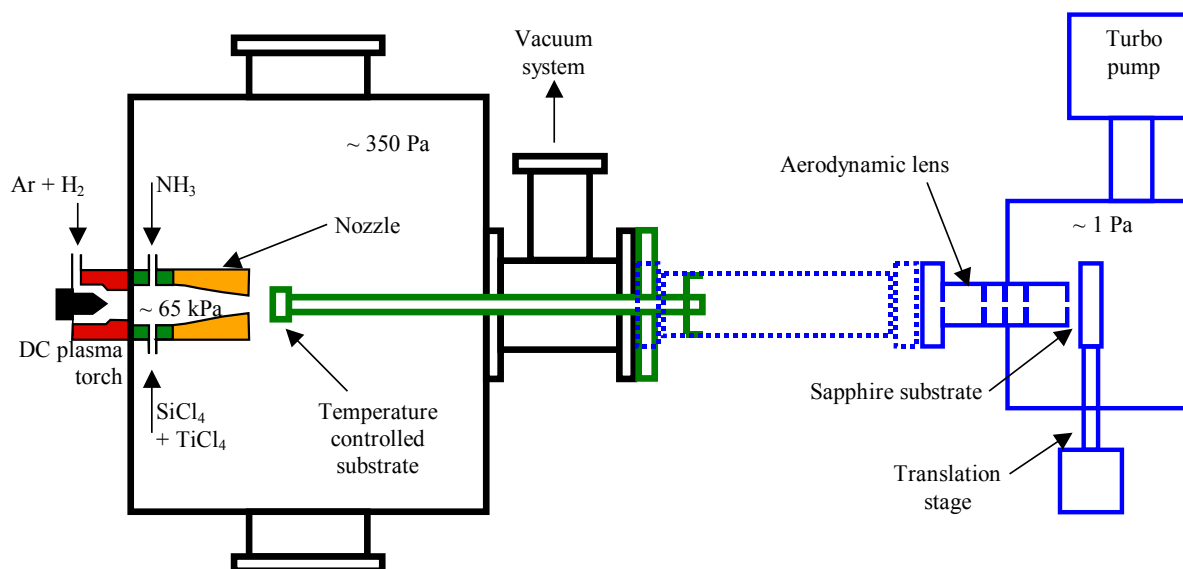 Vacuum
system
Turbo
pump
~ 350 Pa
Aerodynamic lens
Ar + H2
NH3
Nozzle
~ 1 Pa
~ 65 kPa
DC plasma
torch
SiCl4
+ TiCl4
Temperature
controlled
substrate
Sapphire substrate
Translation
stage